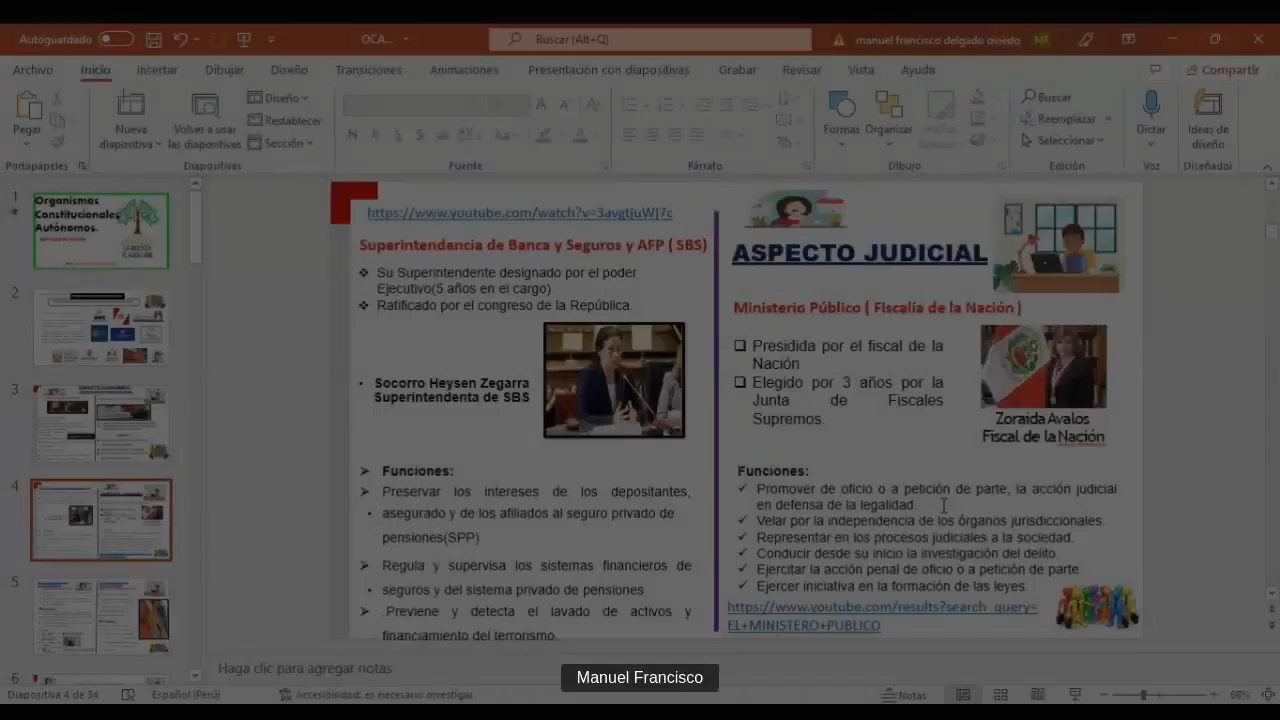 Autoguardado
OCA...
Buscar (Alt+Q)
manuel francisco delgado oviedo
MF
Archivo
Inicio
Insertar
Dibujar
Diseño
Transiciones
Animaciones
Presentación con diapositivas
Grabar
Revisar
Vista
Ayuda
Compartir
Pegar
Nueva
diapositiva
Volver a usar
las diapositivas
Diseño
Restablecer
Sección
Formas
Organizar
Buscar
Reemplazar
Seleccionar
Dictar
Ideas de
diseño
Portapapeles
Diapositivas
Fuente
Párrafo
Dibujo
Edición
Voz
Diseñador
1
Organismos
Constitucionales
Autónomos.
2
3
4
5
6
https://www.youtube.com/watch?v=3avgtjuWJ7c
Superintendencia de Banca y Seguros y AFP ( SBS)
❖ Su Superintendente designado por el poder
Ejecutivo(5 años en el cargo)
❖ Ratificado por el congreso de la República.
• Socorro Heysen Zegarra
Superintendenta de SBS
➢ Funciones:
➢ Preservar los intereses de los depositantes,
• asegurado y de los afiliados al seguro privado de
pensiones(SPP)
➢ Regula y supervisa los sistemas financieros de
• seguros y del sistema privado de pensiones
➢ .Previene y detecta el lavado de activos y
financiamiento del terrorismo.
ASPECTO JUDICIAL
Ministerio Público ( Fiscalía de la Nación )
❑ Presidida por el fiscal de la
Nación
❑ Elegido por 3 años por la
Junta de Fiscales
Supremos.
Zoraida Avalos
Fiscal de la Nación
Funciones:
✓ Promover de oficio o a petición de parte, la acción judicial
en defensa de la legalidad.
✓ Velar por la independencia de los órganos jurisdiccionales.
✓ Representar en los procesos judiciales a la sociedad.
✓ Conducir desde su inicio la investigación del delito.
✓ Ejercitar la acción penal de oficio o a petición de parte
✓ Ejercer iniciativa en la formación de las leyes.
https://www.youtube.com/results?search_query=
EL+MINISTERO+PUBLICO
Haga clic para agregar notas
Manuel Francisco
Diapositiva 4 de 34
Español (Perú)
Accesibilidad: es necesario investigar
Notas
66%